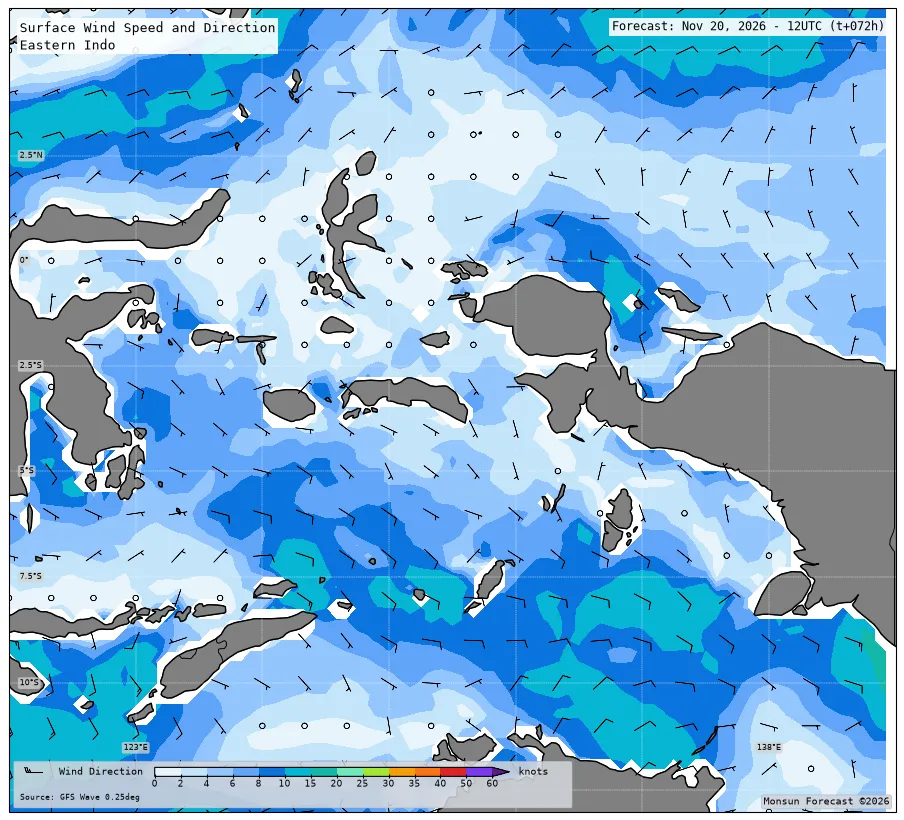 Surface Wind Speed and Direction
Eastern Indo
Forecast: Nov 20, 2026 - 12UTC (t+072h)
2.5°N
0°
2.5°S
5°S
7.5°S
10°S
123°E
138°E
Wind Direction
0 2 4 6 8 10 15 20 25 30 35 40 50 60
knots
Source: GFS Wave 0.25deg
Monsun Forecast ©2026